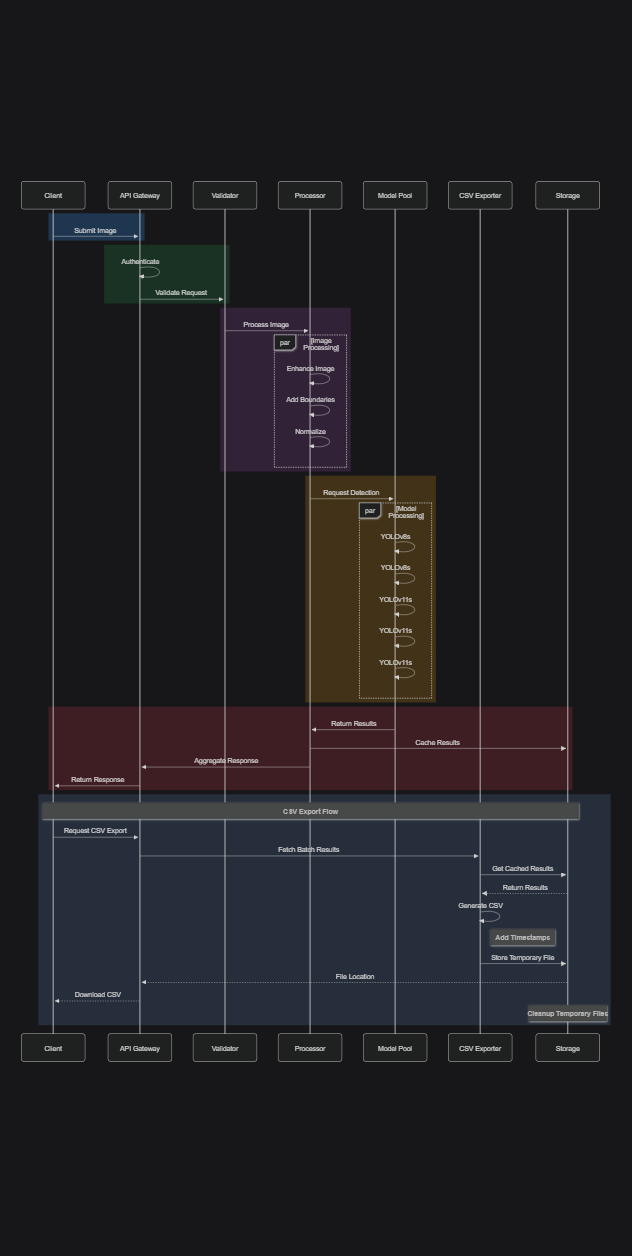 Client
API Gateway
Validator
Processor
Model Pool
CSV Exporter
Storage
Submit Image
Authenticate
Validate Request
Process Image
par
[Image
Processing]
Enhance Image
Add Boundaries
Normalize
Request Detection
par
[Model
Processing]
YOLOv8s
YOLOv8s
YOLOv11s
YOLOv11s
YOLOv11s
Return Results
Cache Results
Aggregate Response
Return Response
CSV Export Flow
Request CSV Export
Fetch Batch Results
Get Cached Results
Return Results
Generate CSV
Add Timestamps
Store Temporary File
File Location
Download CSV
Cleanup Temporary Files
Client
API Gateway
Validator
Processor
Model Pool
CSV Exporter
Storage